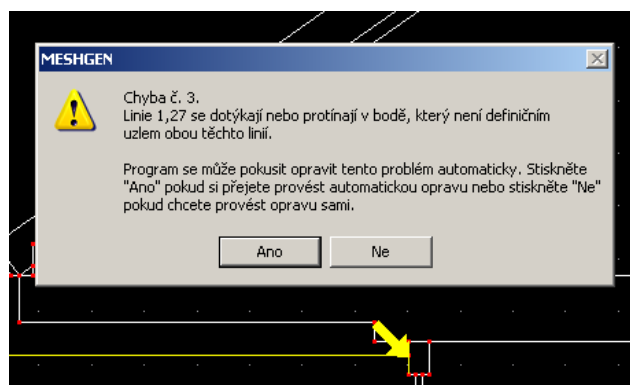 MESHGEN
Chyba č. 3.
Linie 1,27 se dotýkají nebo protínají v bodě, který není definičním
uzlem obou těchto linií.
Program se může pokusit opravit tento problém automaticky. Stiskněte
"Ano" pokud si přejete provést automatickou opravu nebo stiskněte "Ne"
pokud chcete provést opravu sami.
Ano
Ne